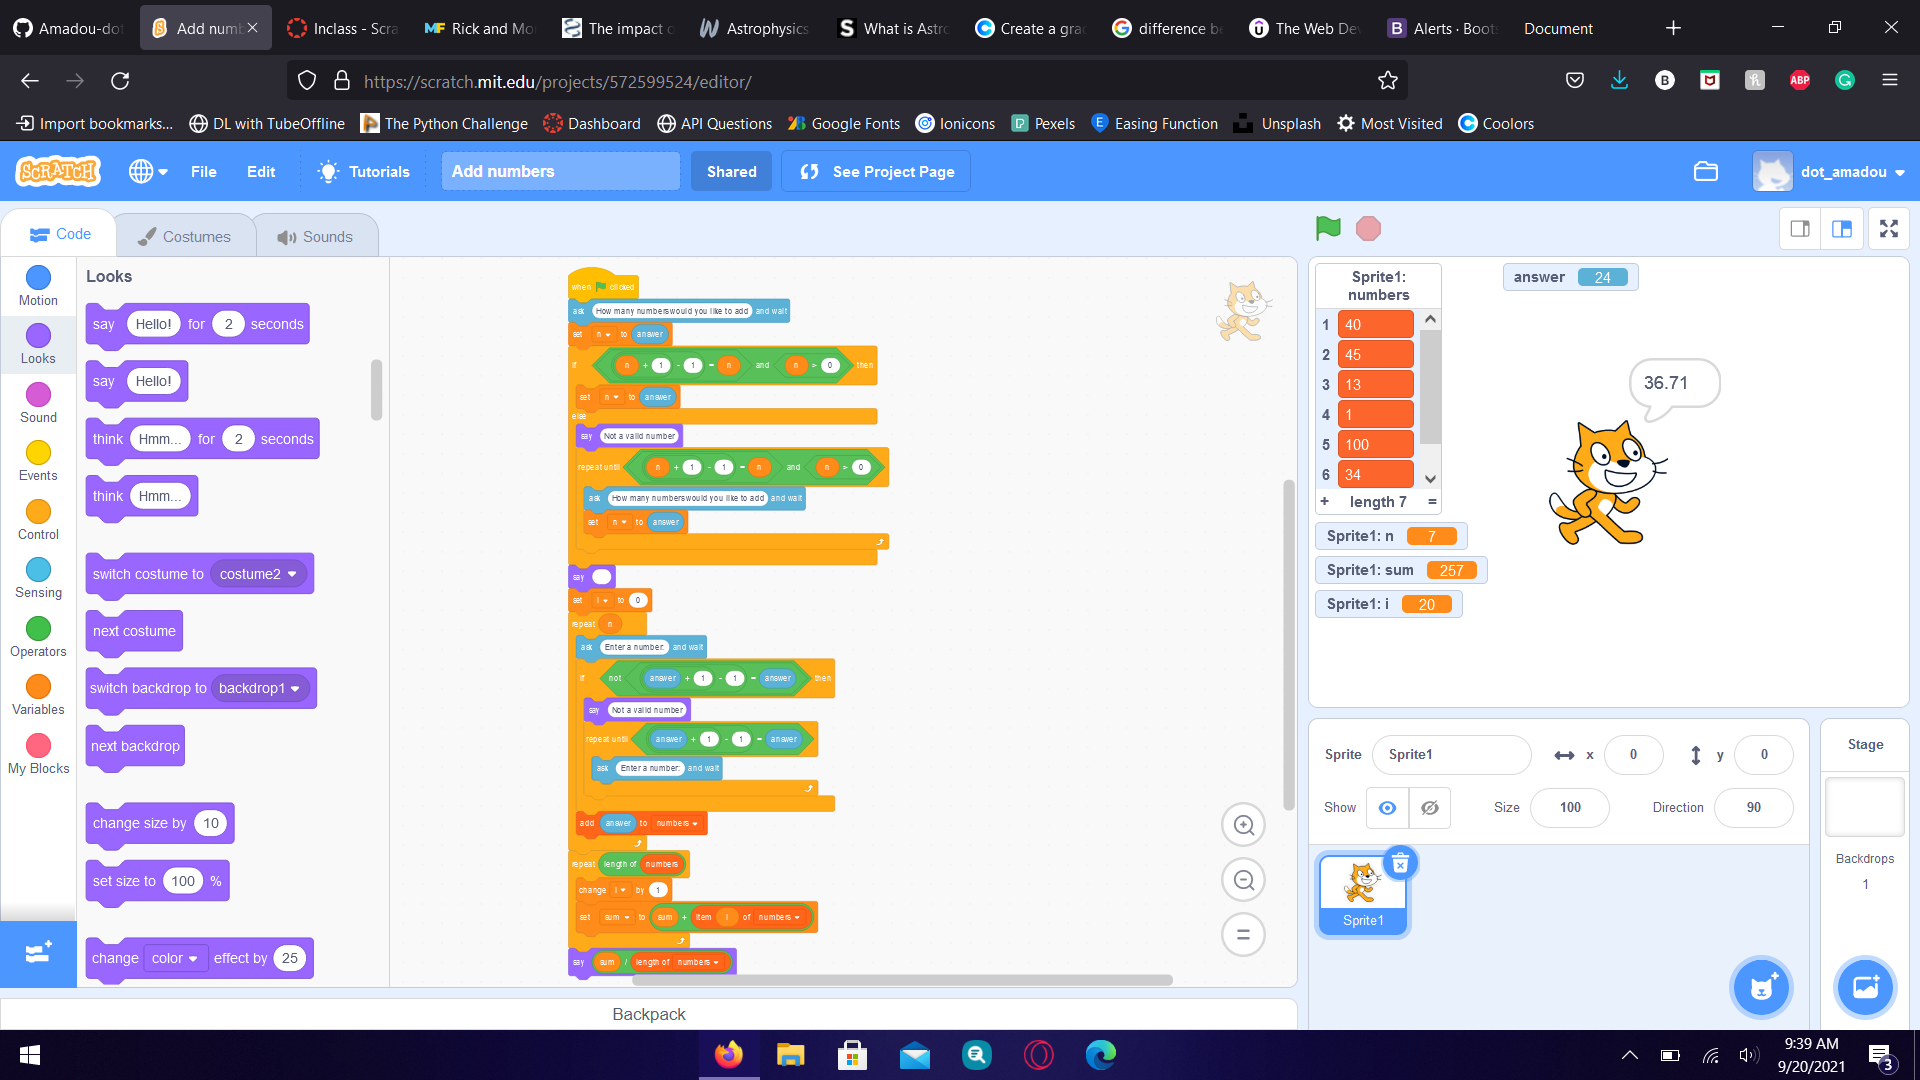 Amadou-dot
Add numb
Inclass - Scra
Rick and Mo
The impact o
Astrophysics
What is Astro
Create a grad
difference be
The Web Dev
Alerts · Boots
Document
https://scratch.mit.edu/projects/572599524/editor/
Import bookmarks...
DL with TubeOffline
The Python Challenge
Dashboard
API Questions
Google Fonts
Ionicons
Pexels
Easing Function
Unsplash
Most Visited
Coolors
SCRATCH
File
Edit
Tutorials
Add numbers
Shared
See Project Page
dot_amadou
Code
Costumes
Sounds
Motion
Looks
Sound
Events
Control
Sensing
Operators
Variables
My Blocks
Looks
say Hello! for 2 seconds
say Hello!
think Hmm... for 2 seconds
think Hmm...
switch costume to costume2
next costume
switch backdrop to backdrop1
next backdrop
change size by 10
set size to 100 %
change color effect by 25
when clicked
ask How many numberswould you like to add and wait
set n to answer
if n + 1 - 1 = n and n > 0 then
set n to answer
else
say Not a valid number
repeat until n + 1 - 1 = n and n > 0
ask How many numberswould you like to add and wait
set n to answer
say
set i to 0
repeat n
ask Enter a number: and wait
if not answer + 1 - 1 = answer then
say Not a valid number
repeat until answer + 1 - 1 = answer
ask Enter a number: and wait
add answer to numbers
repeat length of numbers
change i by 1
set sum to sum + item i of numbers
say sum / length of numbers
Backpack
Sprite1: numbers
1 40
2 45
3 13
4 1
5 100
6 34
+ length 7 =
Sprite1: n 7
Sprite1: sum 257
Sprite1: i 20
answer 24
36.71
Sprite Sprite1 x 0 y 0
Show Size 100 Direction 90
Sprite1
Stage
Backdrops
1
ABP
9:39 AM
9/20/2021
3